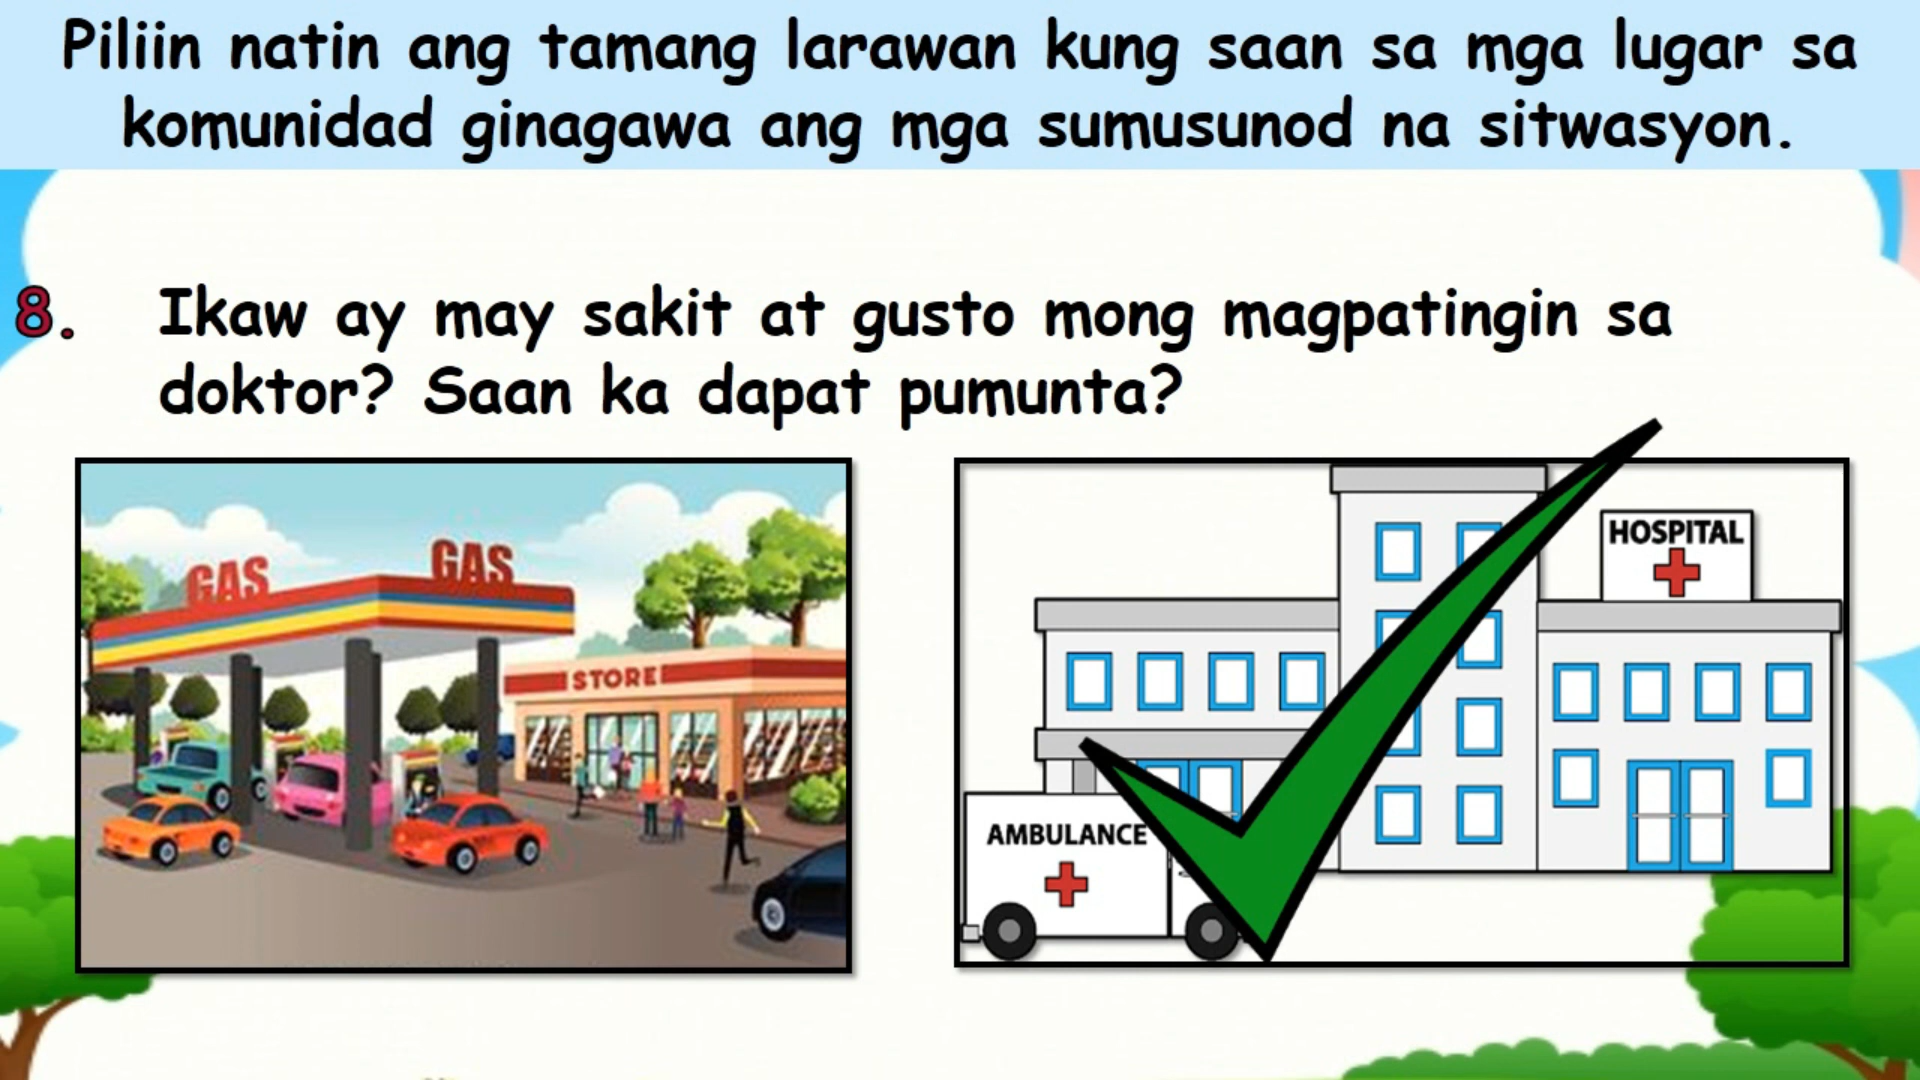 Piliin natin ang tamang larawan kung saan sa mga lugar sa
komunidad ginagawa ang mga sumusunod na sitwasyon.
8. Ikaw ay may sakit at gusto mong magpatingin sa
doktor? Saan ka dapat pumunta?
GAS
GAS
STORE
HOSPITAL
AMBULANCE